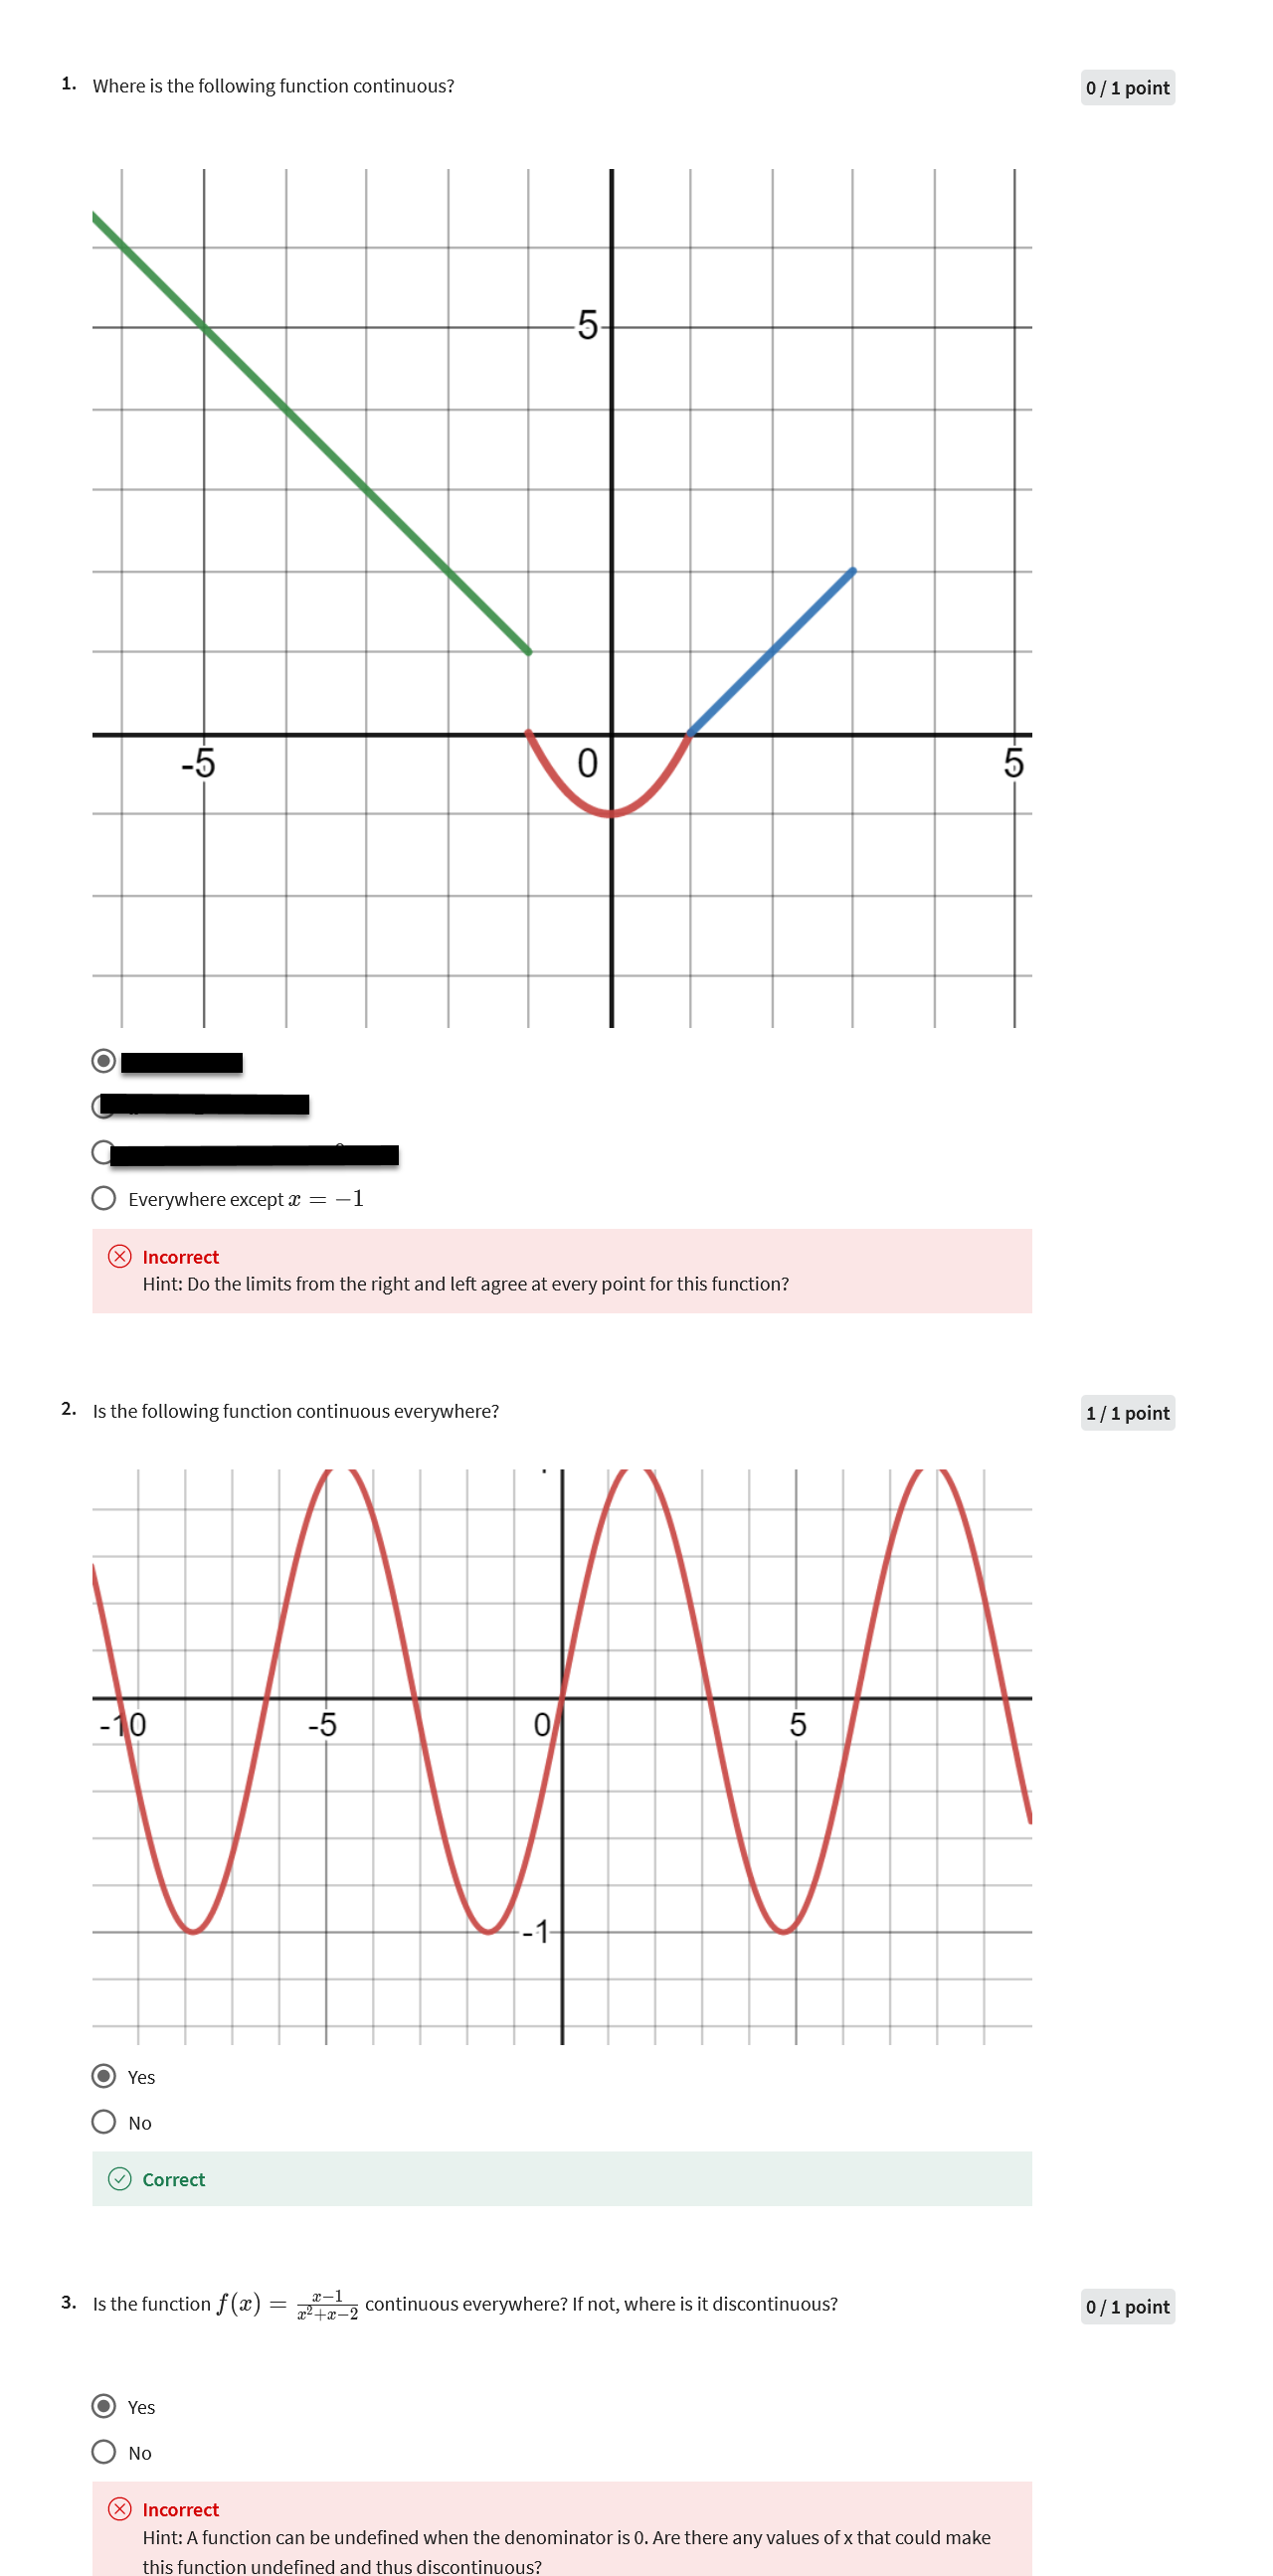 1. Where is the following function continuous?
0 / 1 point
5
-5
0
5
Everywhere except x = −1
Incorrect
Hint: Do the limits from the right and left agree at every point for this function?
2. Is the following function continuous everywhere?
1 / 1 point
-10
-5
0
5
-1
Yes
No
Correct
3. Is the function f(x) = \frac{x−1}{x^2+x−2} continuous everywhere? If not, where is it discontinuous?
0 / 1 point
Yes
No
Incorrect
Hint: A function can be undefined when the denominator is 0. Are there any values of x that could make
this function undefined and thus discontinuous?